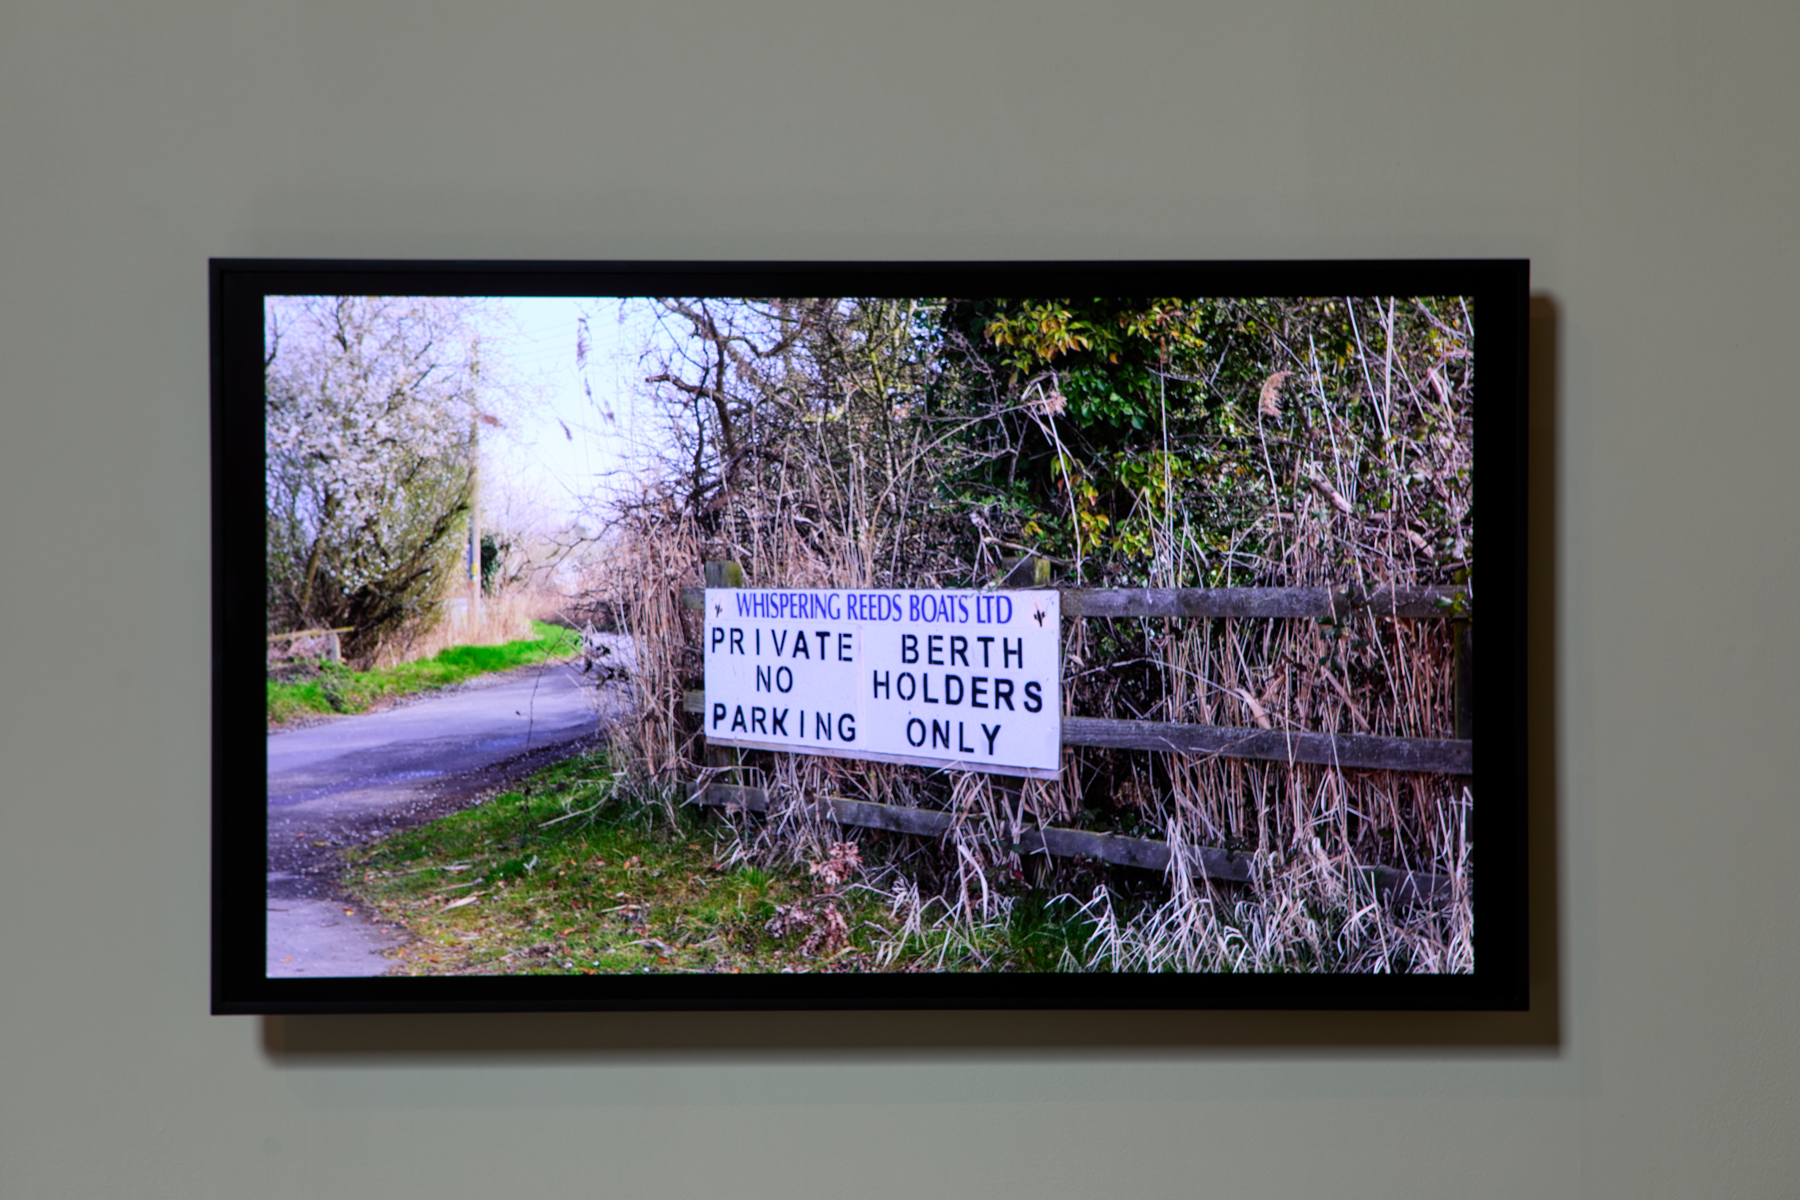 WHISPERING REEDS BOATS LTD
PRIVATE
NO
PARKING
BERTH
HOLDERS
ONLY